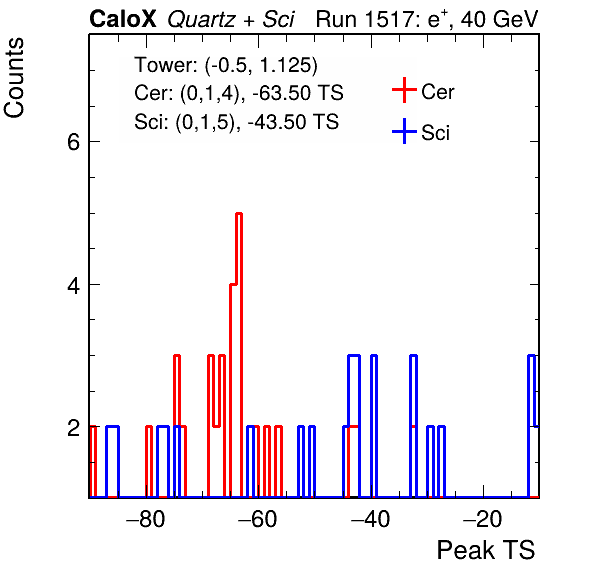 CaloX Quartz + Sci Run 1517: e⁺, 40 GeV
Counts
Tower: (-0.5, 1.125)
Cer: (0,1,4), -63.50 TS
Sci: (0,1,5), -43.50 TS
Cer
Sci
6
4
2
−80 −60 −40 −20
Peak TS